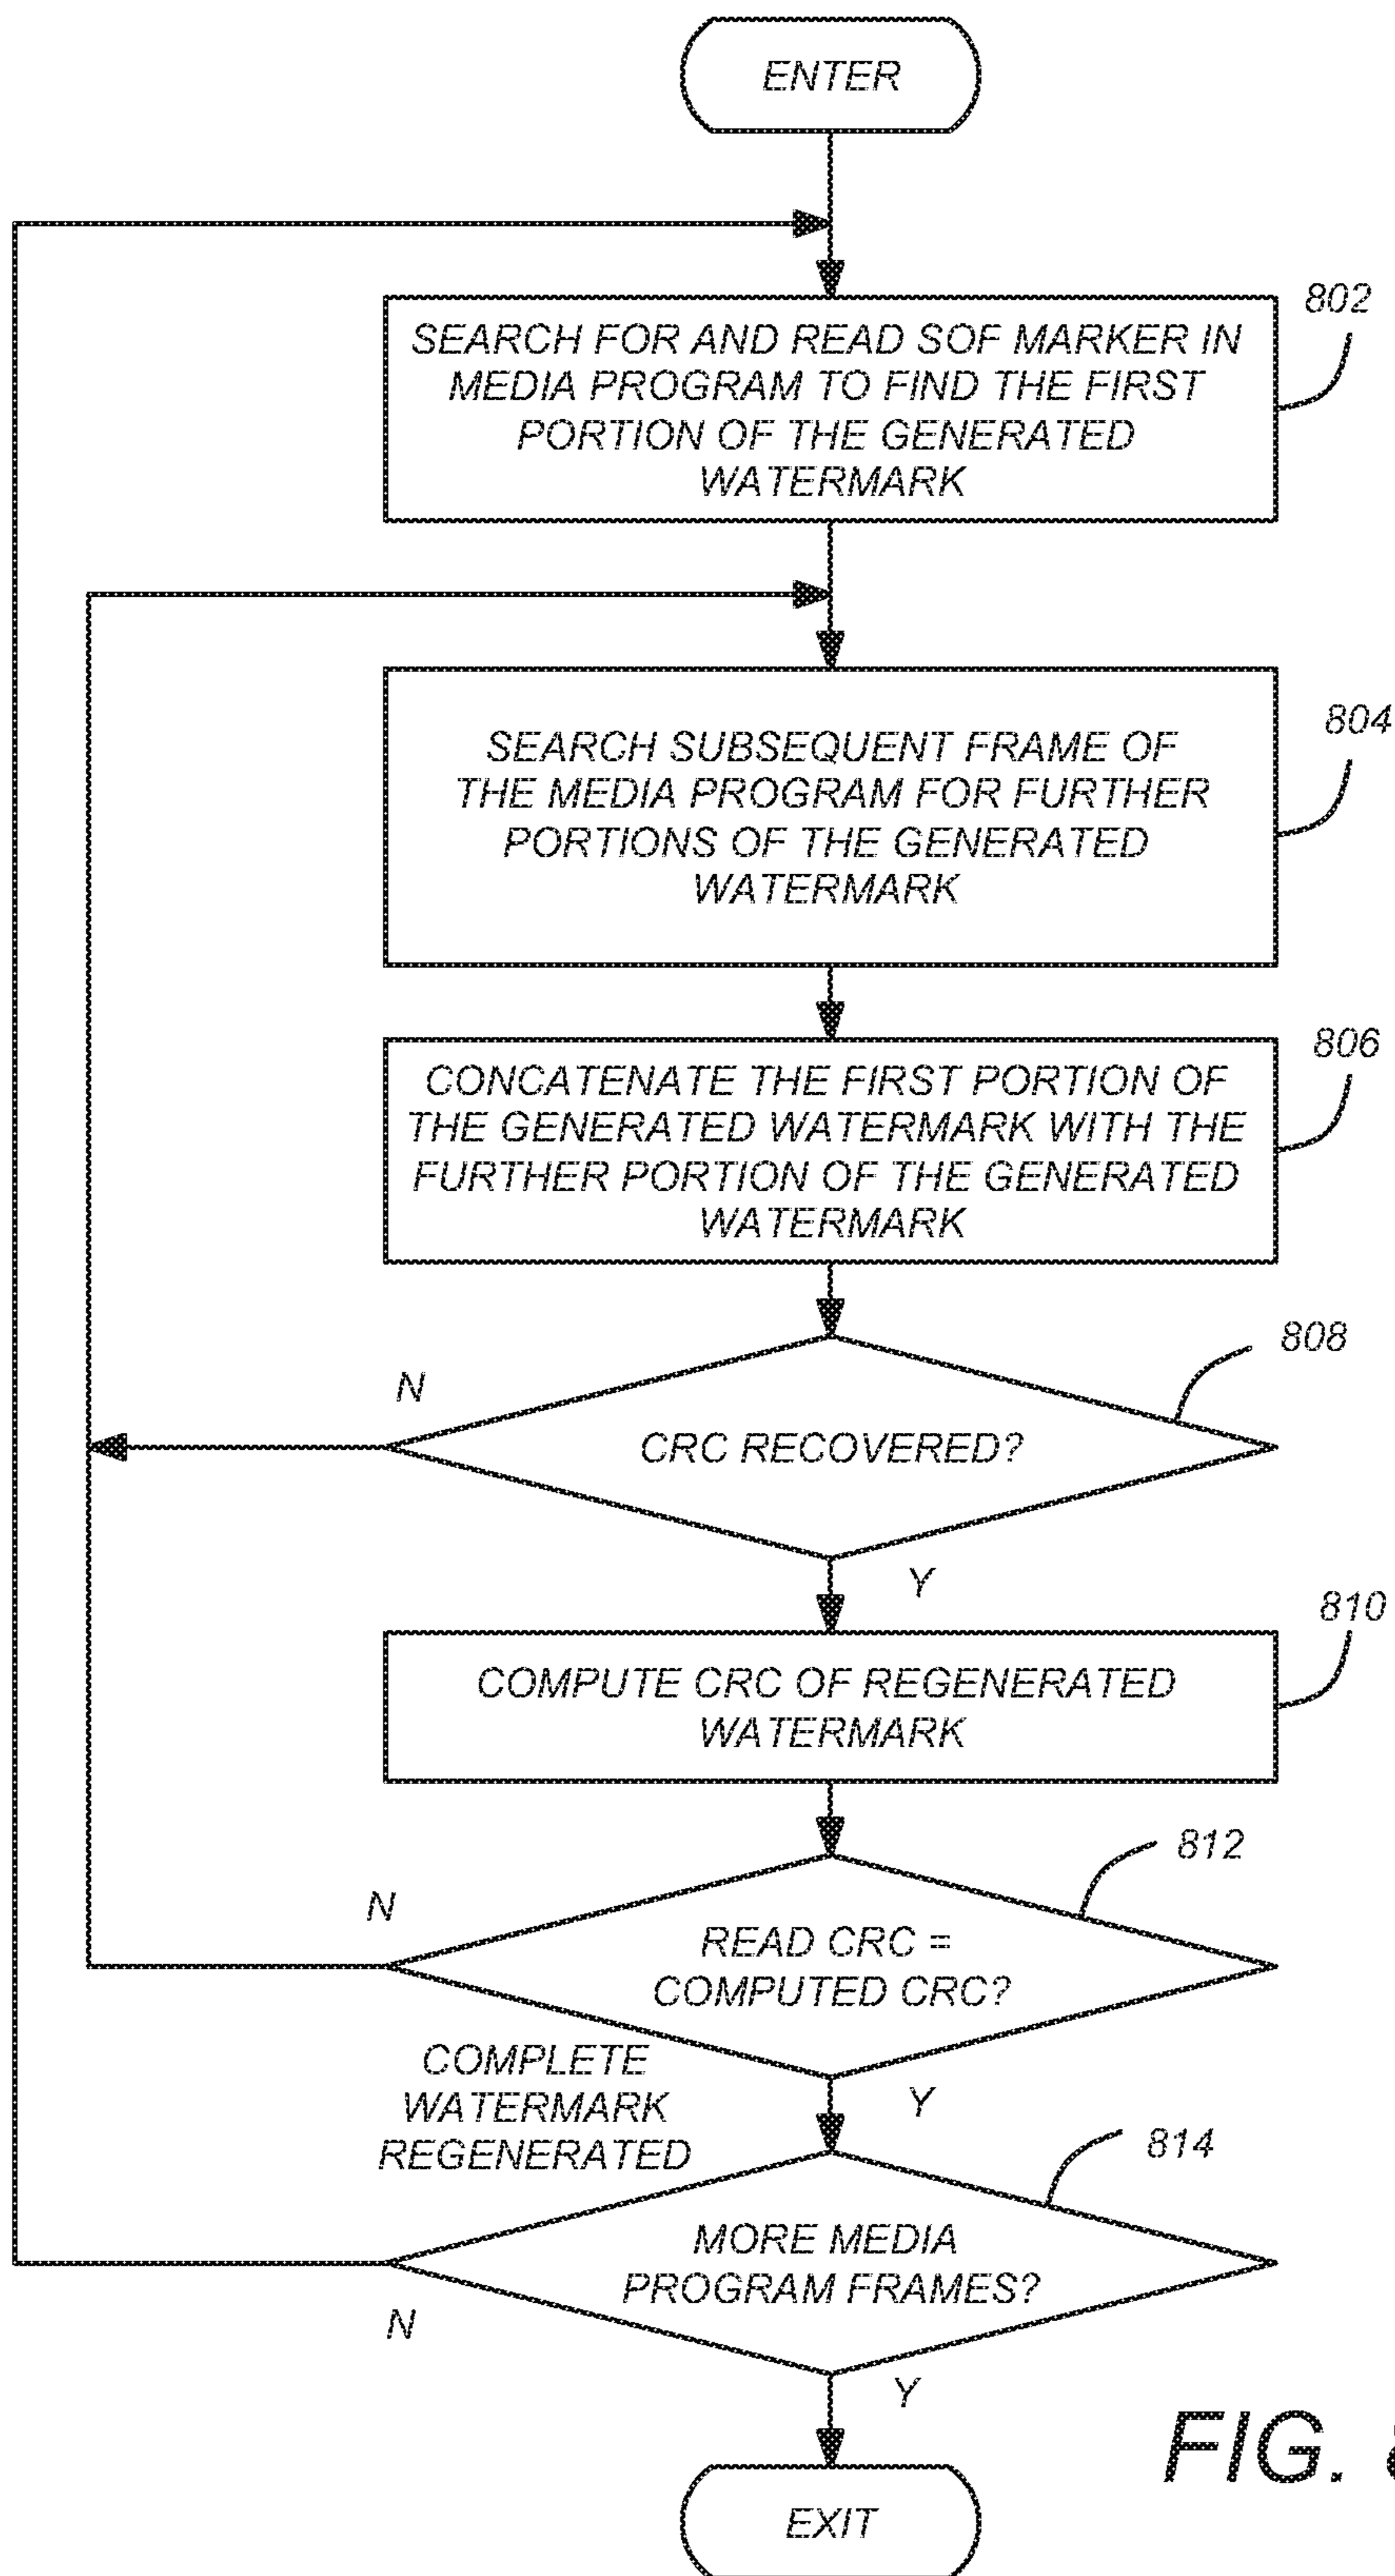 ENTER
802
SEARCH FOR AND READ SOF MARKER IN
MEDIA PROGRAM TO FIND THE FIRST
PORTION OF THE GENERATED
WATERMARK
804
SEARCH SUBSEQUENT FRAME OF
THE MEDIA PROGRAM FOR FURTHER
PORTIONS OF THE GENERATED
WATERMARK
806
CONCATENATE THE FIRST PORTION OF
THE GENERATED WATERMARK WITH THE
FURTHER PORTION OF THE GENERATED
WATERMARK
808
N
CRC RECOVERED?
Y
810
COMPUTE CRC OF REGENERATED
WATERMARK
812
N
READ CRC =
COMPUTED CRC?
COMPLETE
WATERMARK
REGENERATED
Y
814
MORE MEDIA
PROGRAM FRAMES?
N
Y
FIG.
EXIT